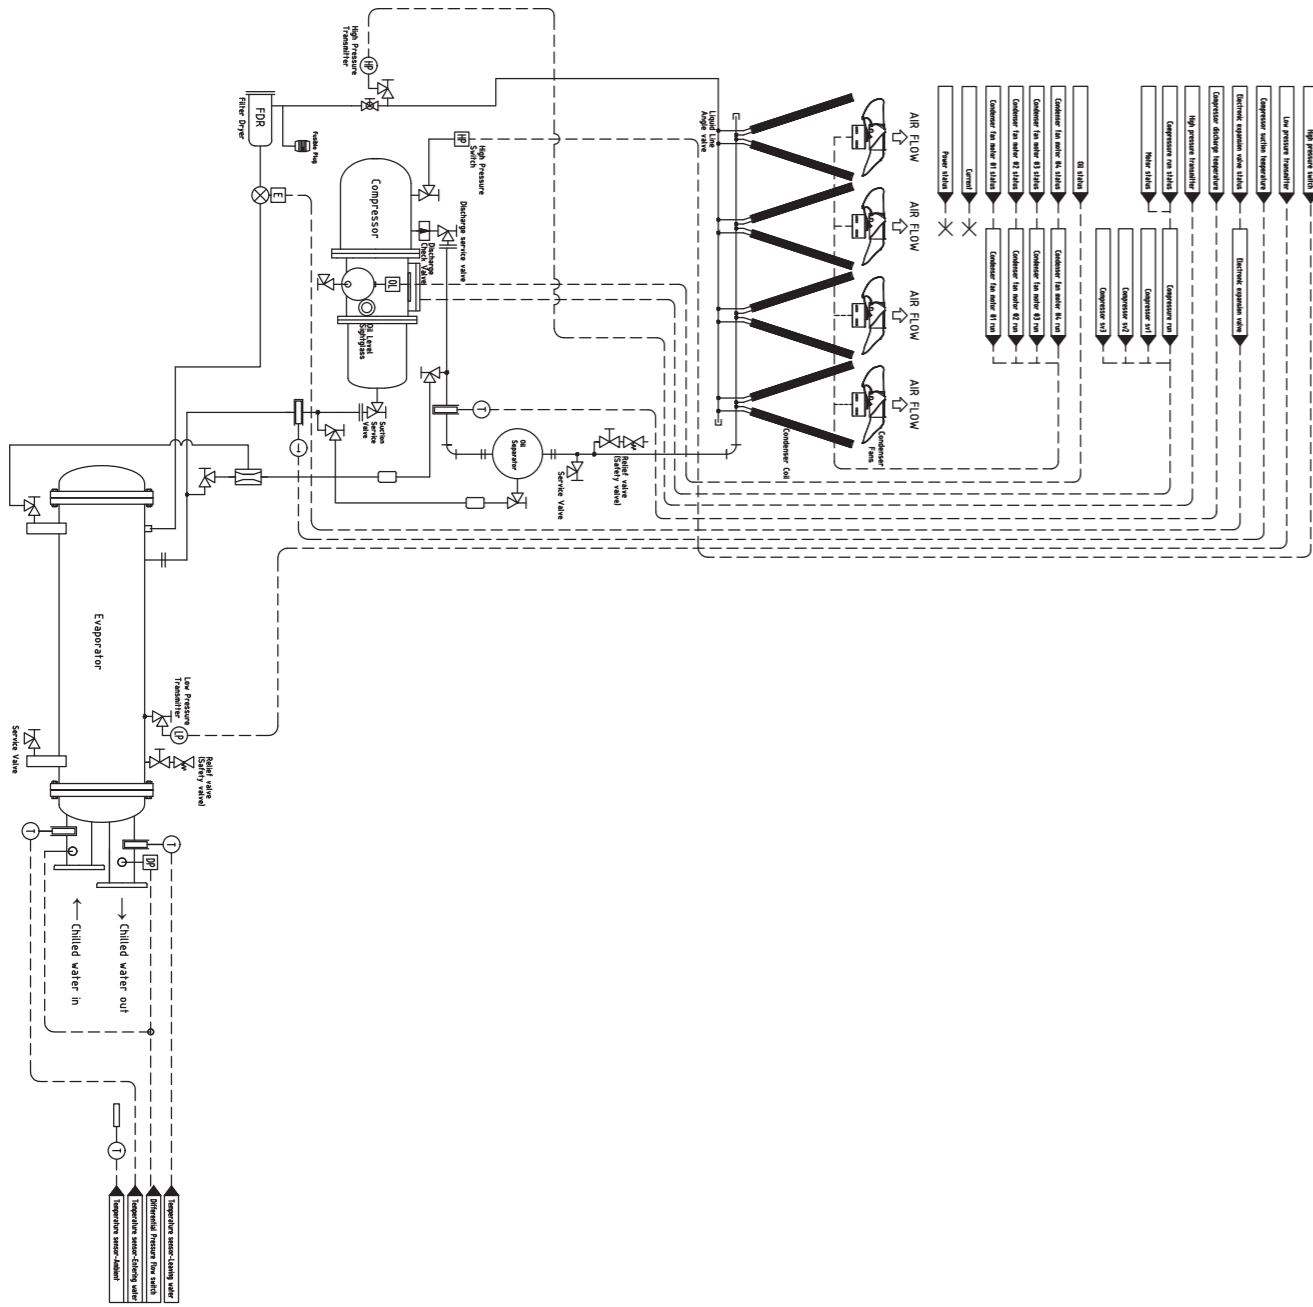 High Pressure
Transmitter
HP
FDR
Filter Dryer
Fusible Plug
E
HP
High Pressure
Switch
Compressor
Discharge service valve
Discharge
Check Valve
OL
Oil Level
Sightglass
Suction
Service
Valve
T
T
Oil
Separator
Service Valve
Relief valve
(Safety valve)
Liquid Line
Angle valve
Condenser Coil
Condenser
Fans
AIR FLOW
AIR FLOW
AIR FLOW
AIR FLOW
Power status
Current
Condenser fan motor 01 status
Condenser fan motor 02 status
Condenser fan motor 03 status
Condenser fan motor 04 status
Oil status
Condenser fan motor 01 run
Condenser fan motor 02 run
Condenser fan motor 03 run
Condenser fan motor 04 run
Motor status
Compressor run status
High pressure transmitter
Compressor discharge temperature
Electronic expansion valve status
Compressor suction temperature
Low pressure transmitter
High pressure switch
Compressor sv3
Compressor sv2
Compressor sv1
Compressor run
Electronic expansion valve
Evaporator
Low Pressure
Transmitter
LP
Service Valve
Relief valve
(Safety valve)
T
T
DP
Chilled water in
Chilled water out
T
Temperature sensor-Ambient
Temperature sensor-Entering water
Differential Pressure flow switch
Temperature sensor-Leaving water